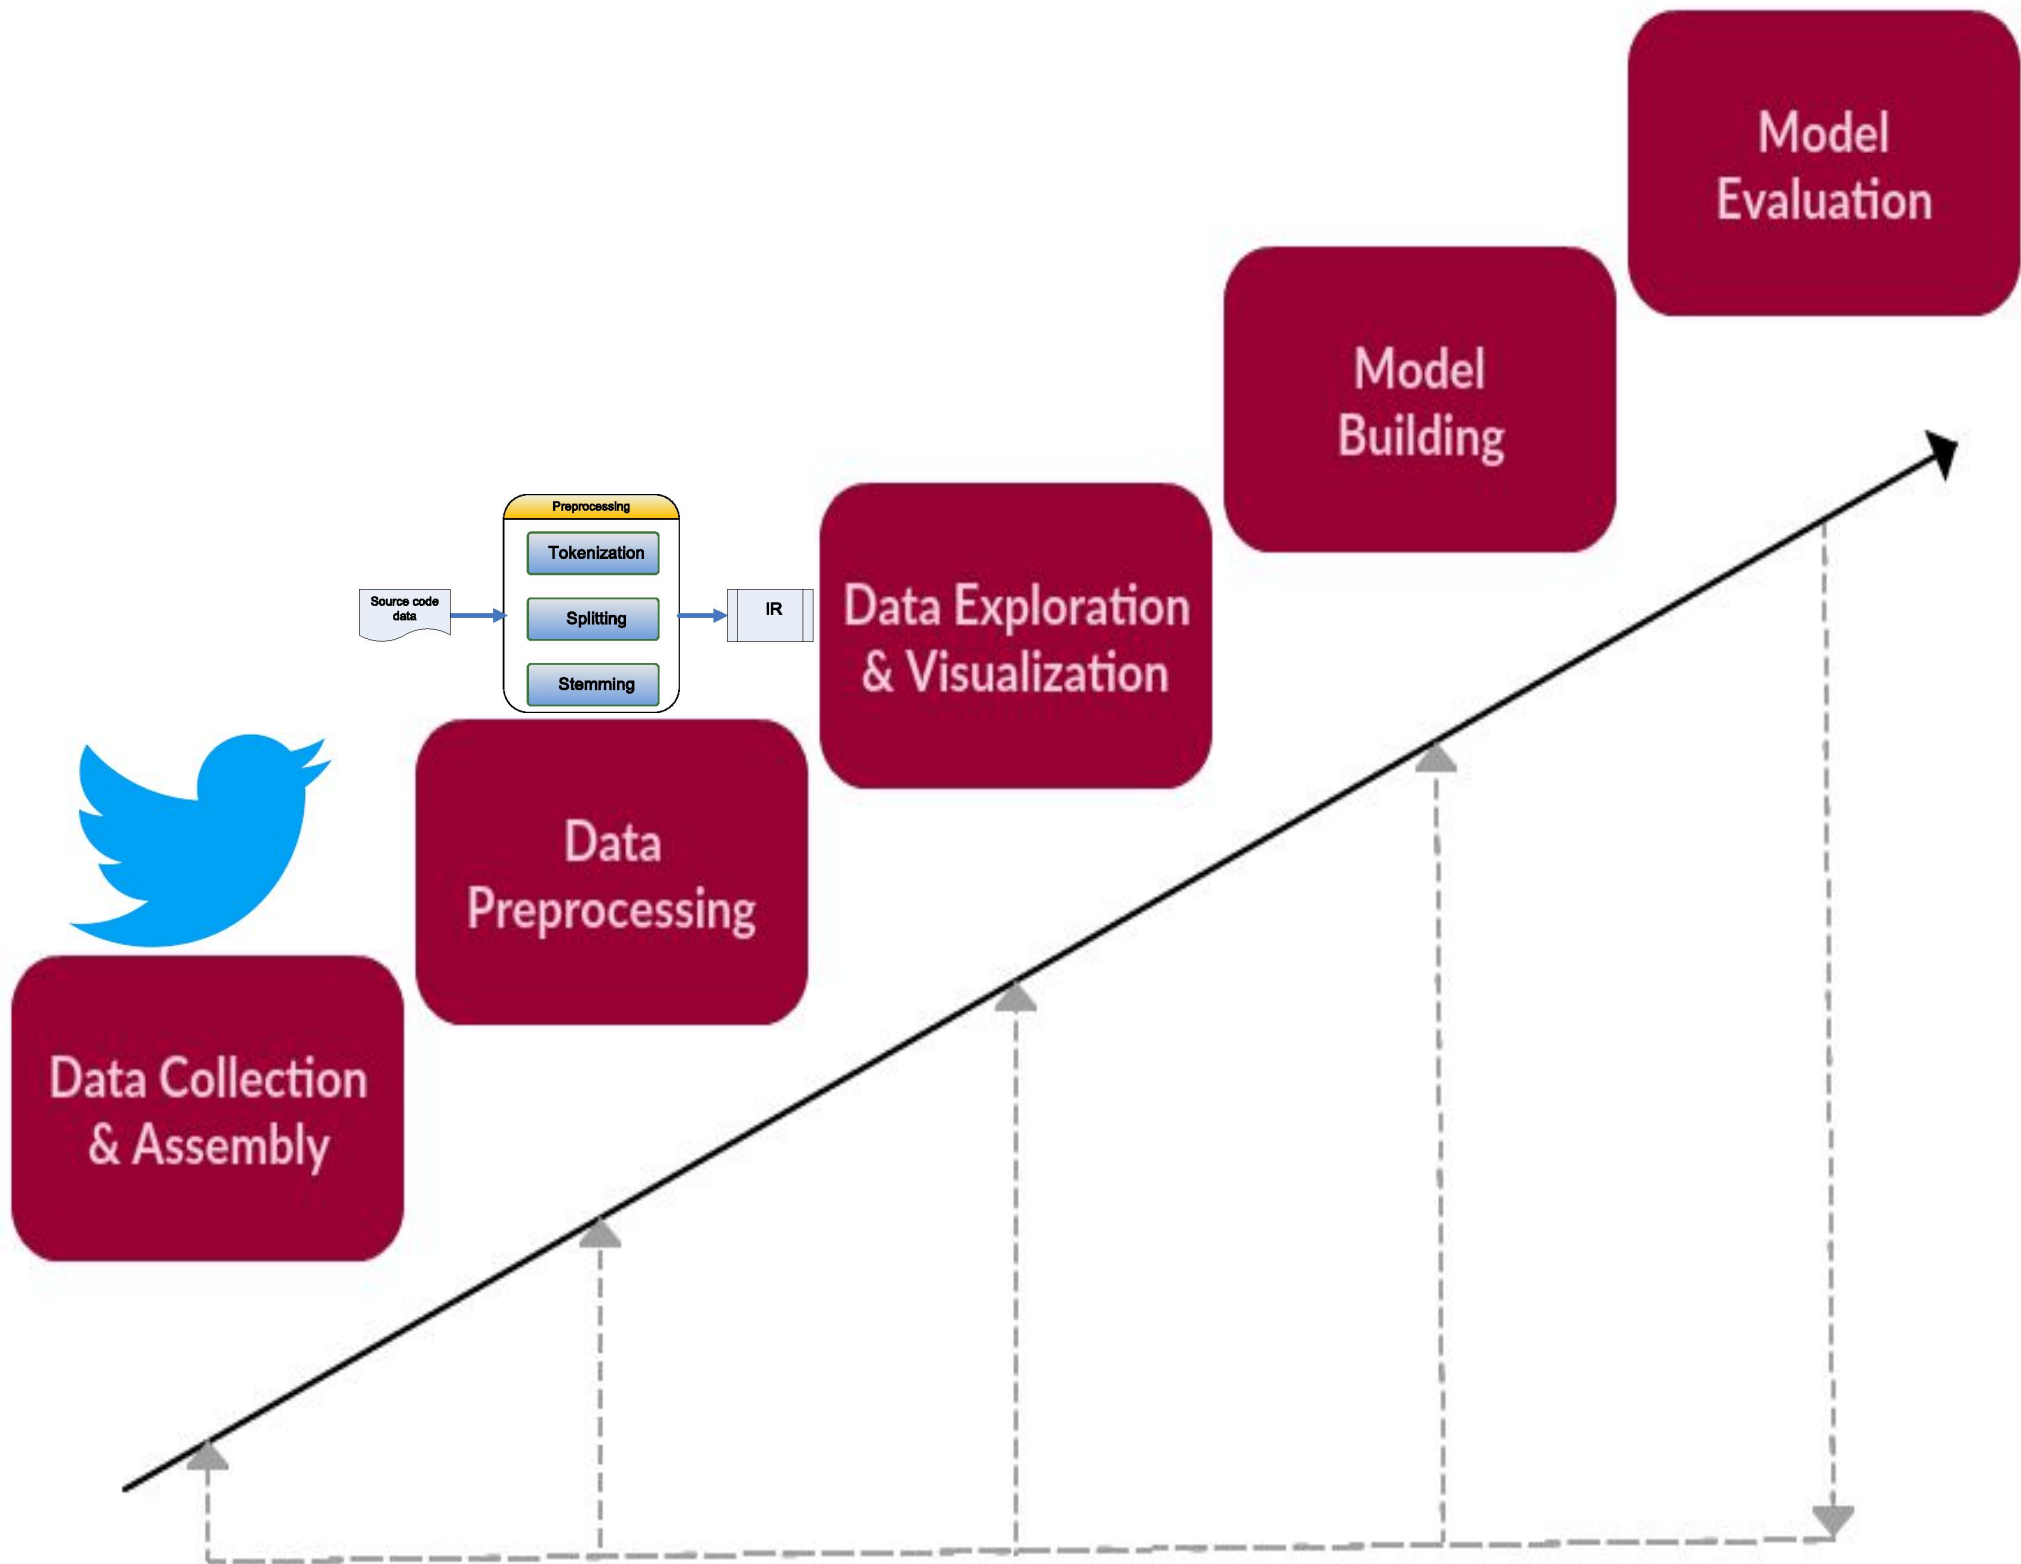 Model
Evaluation
Model
Building
Preprocessing
Tokenization
Source code
data
Splitting
IR
Stemming
Data Exploration
& Visualization
Data
Preprocessing
Data Collection
& Assembly